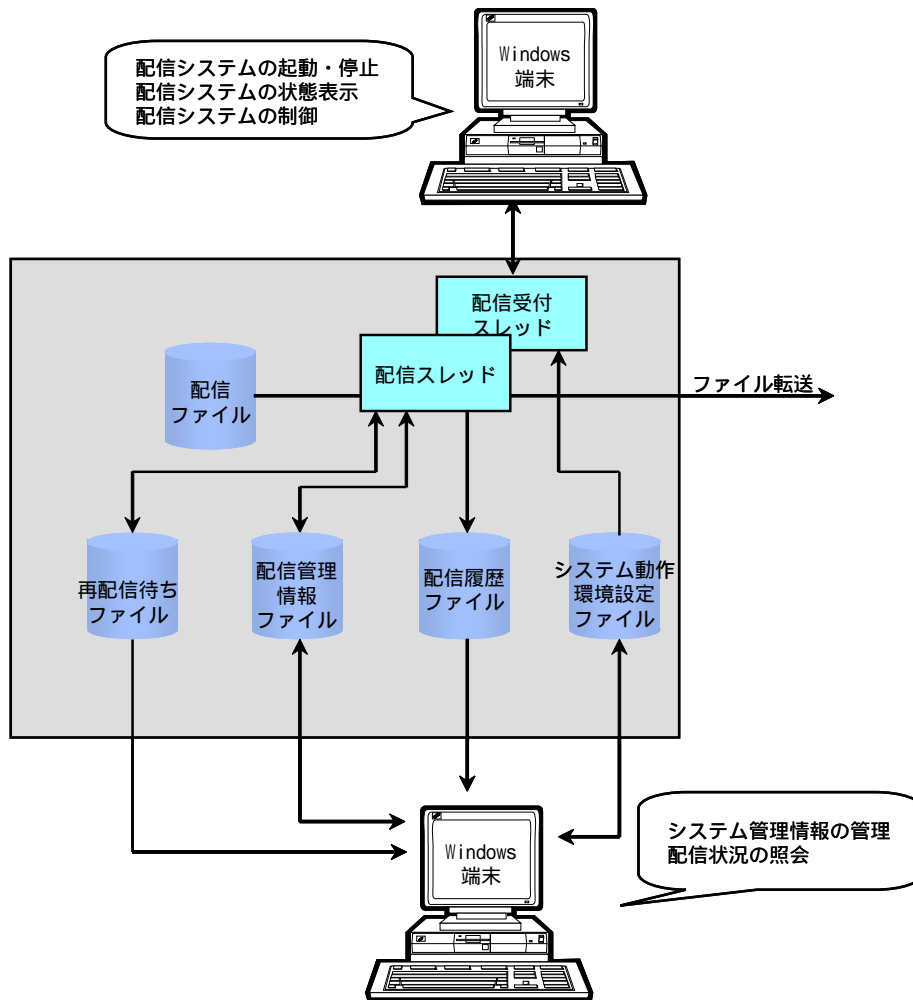 Windows
端末
配信システムの起動・停止
配信システムの状態表示
配信システムの制御
配信受付
スレッド
配信スレッド
配信
ファイル
ファイル転送
再配信待ち
ファイル
配信管理
情報
ファイル
配信履歴
ファイル
システム動作
環境設定
ファイル
Windows
端末
システム管理情報の管理
配信状況の照会